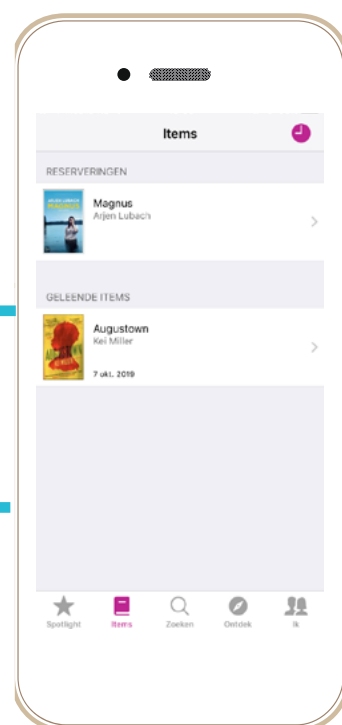 Items
RESERVERINGEN
Magnus
Arjen Lubach
GELEENDE ITEMS
Augustown
Kei Miller
7 okt. 2019
Spotlight Items Zoeken Ontdek Ik